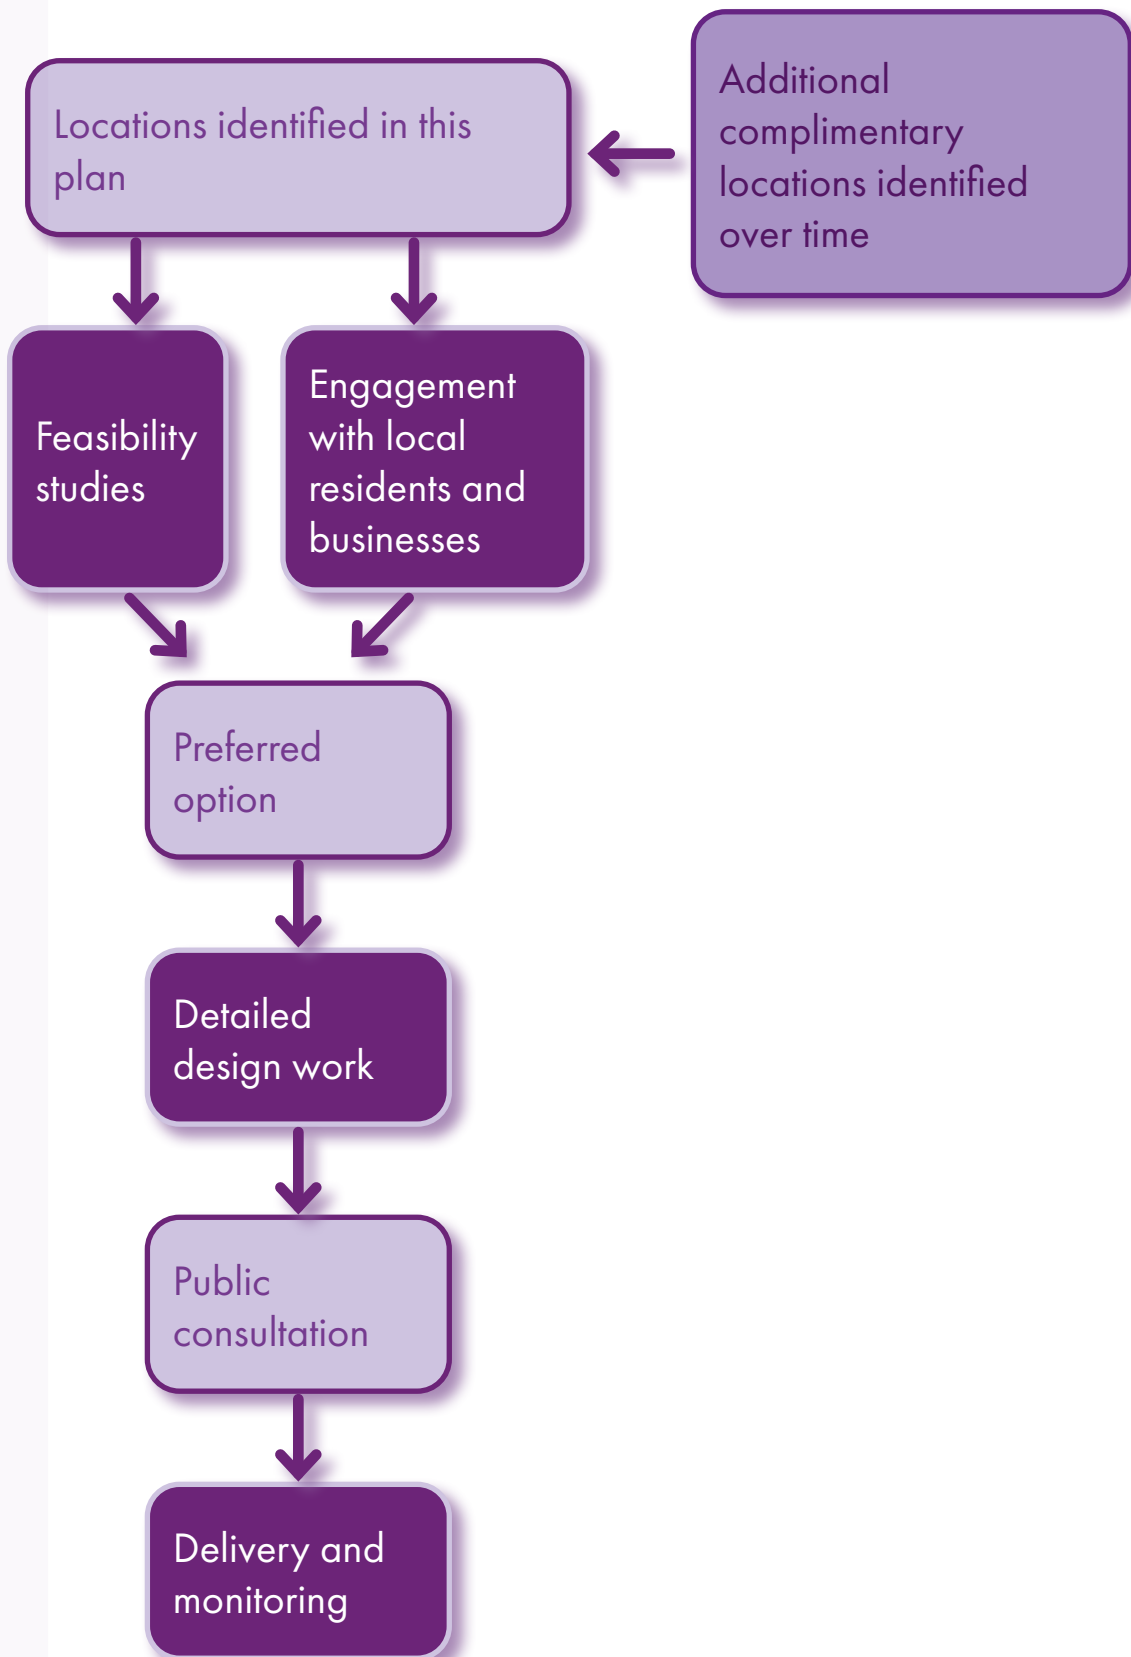 Locations identified in this
plan
Additional
complimentary
locations identified
over time
Feasibility
studies
Engagement
with local
residents and
businesses
Preferred
option
Detailed
design work
Public
consultation
Delivery and
monitoring